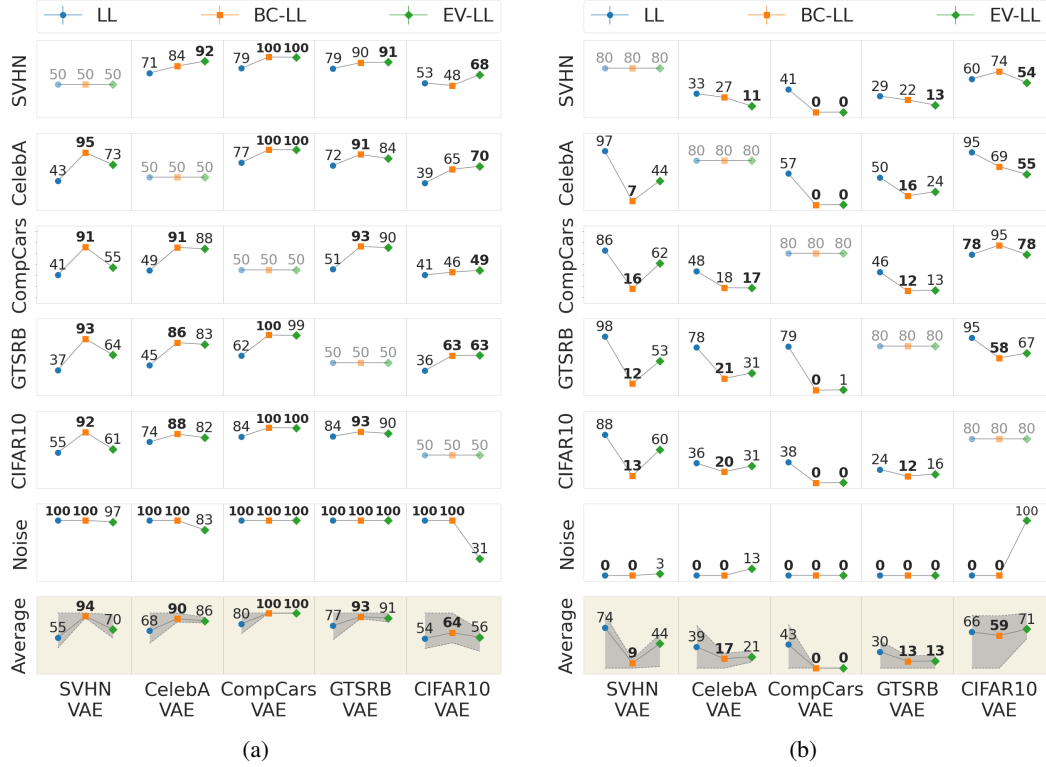 LL BC-LL EV-LL
SVHN 50 50 50 71 84 92 79 100 100 79 90 91 53 48 68
CelebA 43 95 73 50 50 50 77 100 100 72 91 84 39 65 70
CompCars 41 91 55 49 91 88 50 50 50 51 93 90 41 46 49
GTSRB 37 93 64 45 86 83 62 100 99 50 50 50 36 63 63
CIFAR10 55 92 61 74 88 82 84 100 100 84 93 90 50 50 50
Noise 100 100 97 100 100 83 100 100 100 100 100 100 100 100 31
Average 55 94 70 68 90 86 80 100 100 77 93 91 54 64 56
SVHN CelebA CompCars GTSRB CIFAR10
VAE VAE VAE VAE VAE
(a)
LL BC-LL EV-LL
SVHN 80 80 80 33 27 11 41 0 0 29 22 13 60 74 54
CelebA 97 7 44 80 80 80 57 0 0 50 16 24 95 69 55
CompCars 86 16 62 48 18 17 80 80 80 46 12 13 78 95 78
GTSRB 98 12 53 78 21 31 79 0 1 80 80 80 95 58 67
CIFAR10 88 13 60 36 20 31 38 0 0 24 12 16 80 80 80
Noise 0 0 3 0 0 13 0 0 0 0 0 0 0 0 100
Average 74 9 44 39 17 21 43 0 0 30 13 13 66 59 71
SVHN CelebA CompCars GTSRB CIFAR10
VAE VAE VAE VAE VAE
(b)